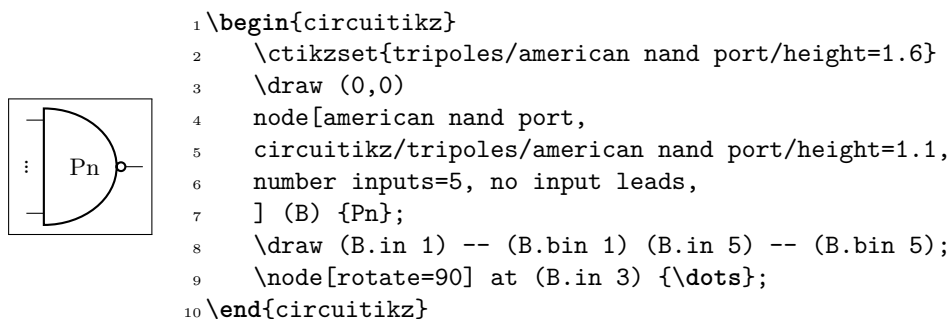 Pn
1 \begin{circuitikz}
2 \ctikzset{tripoles/american nand port/height=1.6}
3 \draw (0,0)
4 node[american nand port,
5 circuitikz/tripoles/american nand port/height=1.1,
6 number inputs=5, no input leads,
7 ] (B) {Pn};
8 \draw (B.in 1) -- (B.bin 1) (B.in 5) -- (B.bin 5);
9 \node[rotate=90] at (B.in 3) {\dots};
10 \end{circuitikz}